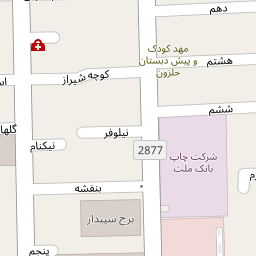 دهم
مهد کودک
و پیش دبستان
حلزون
هشتم
کوچه شیراز
ششم
نیلوفر
نیکنام
2877
شرکت چاپ
بانک ملت
بنفشه
برج سپیدار
پنجم